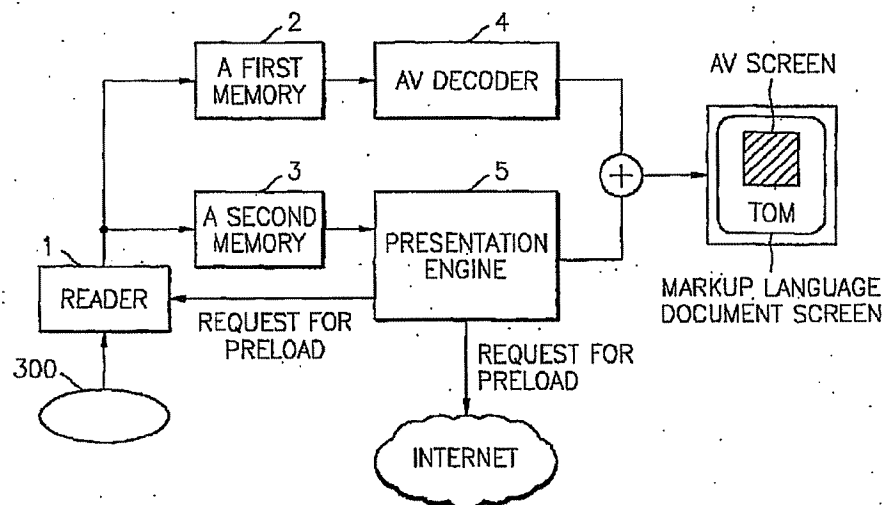 2
A FIRST
MEMORY
4
AV DECODER
AV SCREEN
3
A SECOND
MEMORY
5
PRESENTATION
ENGINE
+
TOM
1
READER
REQUEST FOR
PRELOAD
MARKUP LANGUAGE
DOCUMENT SCREEN
300
REQUEST FOR
PRELOAD
INTERNET